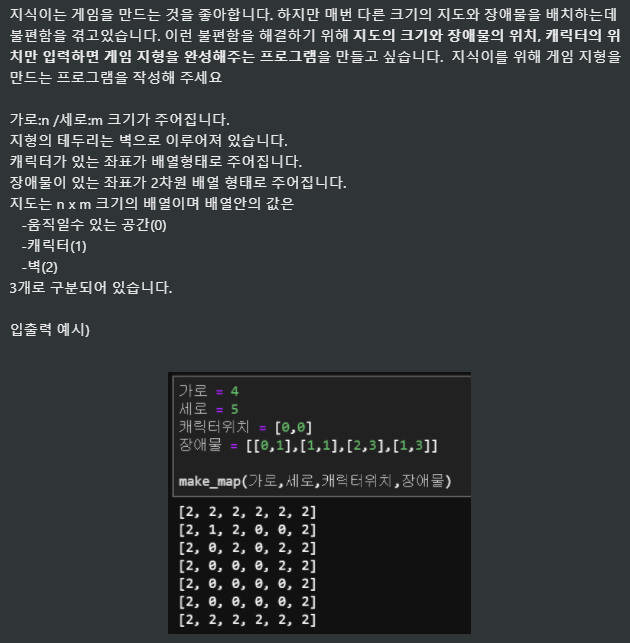 지식이는 게임을 만드는 것을 좋아합니다. 하지만 매번 다른 크기의 지도와 장애물을 배치하는데
불편함을 겪고있습니다. 이런 불편함을 해결하기 위해 지도의 크기와 장애물의 위치, 캐릭터의 위
치만 입력하면 게임 지형을 완성해주는 프로그램을 만들고 싶습니다. 지식이를 위해 게임 지형을
만드는 프로그램을 작성해 주세요
가로:n /세로:m 크기가 주어집니다.
지형의 테두리는 벽으로 이루어져 있습니다.
캐릭터가 있는 좌표가 배열형태로 주어집니다.
장애물이 있는 좌표가 2차원 배열 형태로 주어집니다.
지도는 n x m 크기의 배열이며 배열안의 값은
-움직일수 있는 공간(0)
-캐릭터(1)
-벽(2)
3개로 구분되어 있습니다.
입출력 예시)
가로 = 4
세로 = 5
캐릭터위치 = [0,0]
장애물 = [[0,1],[1,1],[2,3],[1,3]]
make_map(가로,세로,캐릭터위치,장애물)
[2, 2, 2, 2, 2, 2]
[2, 1, 2, 0, 0, 2]
[2, 0, 2, 0, 2, 2]
[2, 0, 0, 0, 2, 2]
[2, 0, 0, 0, 0, 2]
[2, 0, 0, 0, 0, 2]
[2, 2, 2, 2, 2, 2]